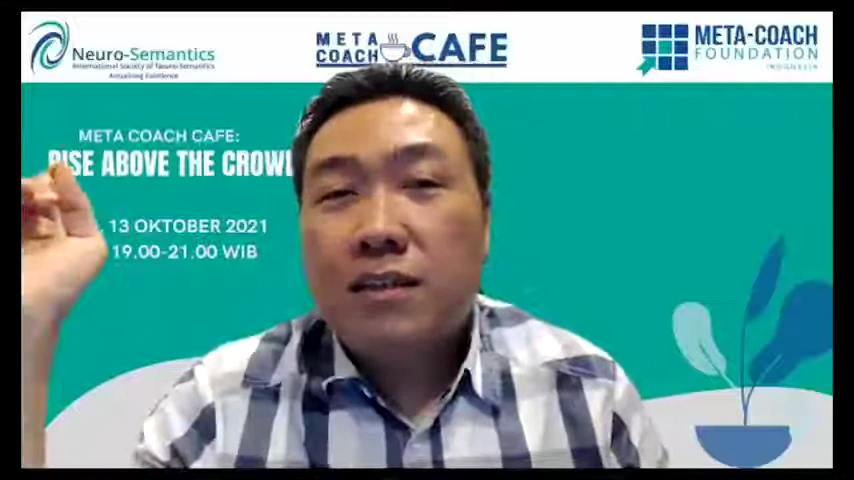 Neuro-Semantics
International Society of Neuro-Semantics
Actualizing Excellence
META
COACH CAFE
META-COACH
FOUNDATION
INDONESIA
META COACH CAFE:
RISE ABOVE THE CROWD
13 OKTOBER 2021
19.00-21.00 WIB